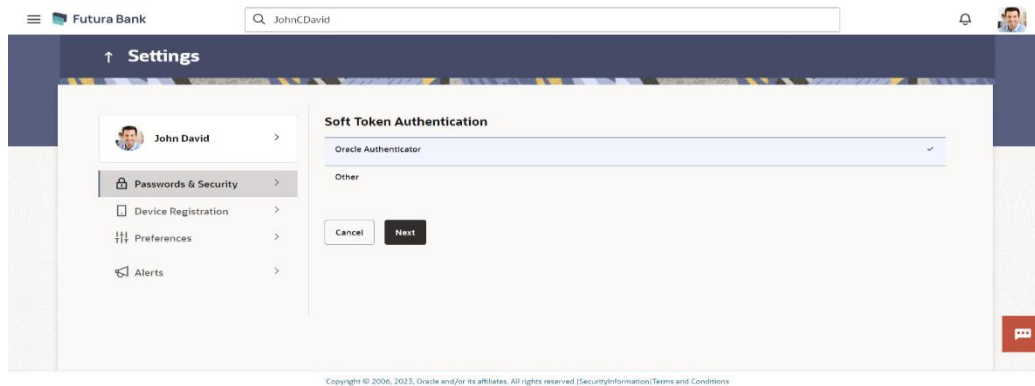 Futura Bank
JohnCDavid
Settings
John David
Passwords & Security
Device Registration
Preferences
Alerts
Soft Token Authentication
Oracle Authenticator
Other
Cancel
Next
Copyright © 2006, 2023, Oracle and/or its affiliates. All rights reserved.|SecurityInformation|Terms and Conditions